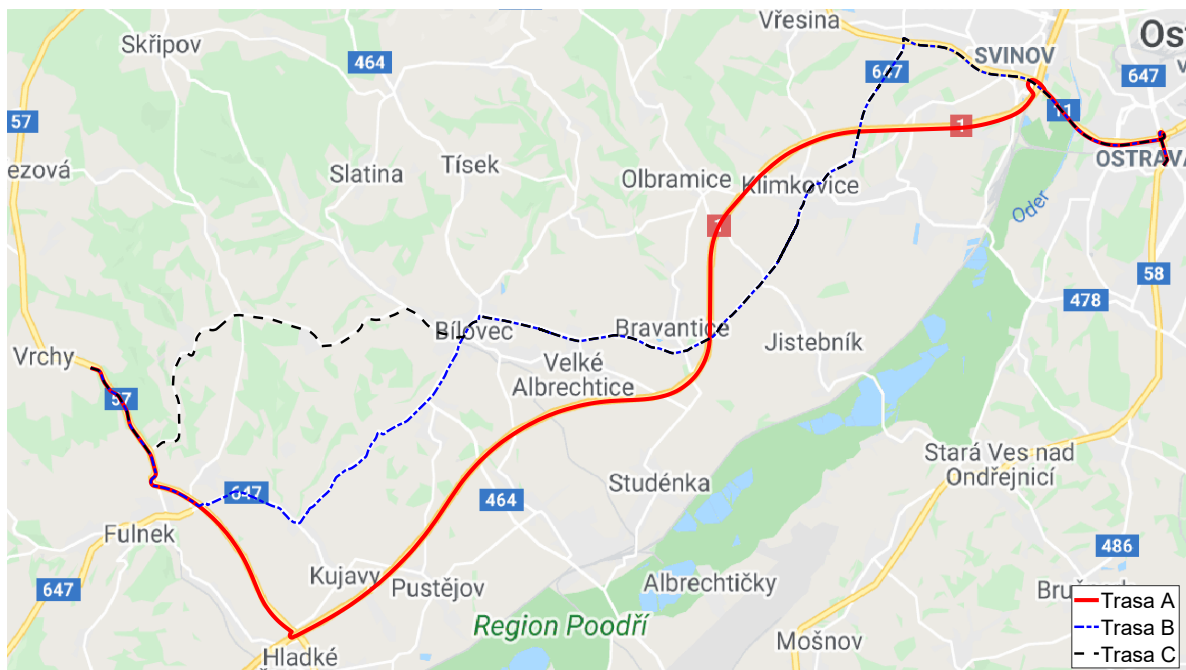 Vřesina
Skřipov
Ost
SVINOV
464
647
647
57
11
1
OSTRAVA
ezová
Slatina
Tísek
Olbramice
Klimkovice
Oder
1
58
478
Bílovec
Bravantice
Jistebník
Vrchy
Velké
Albrechtice
57
Stará Ves nad
Ondřejnicí
Studénka
647
464
Fulnek
486
Kujavy
Pustějov
Albrechtičky
647
Region Poodří
Mošnov
Hladké
Trasa A
Trasa B
Trasa C